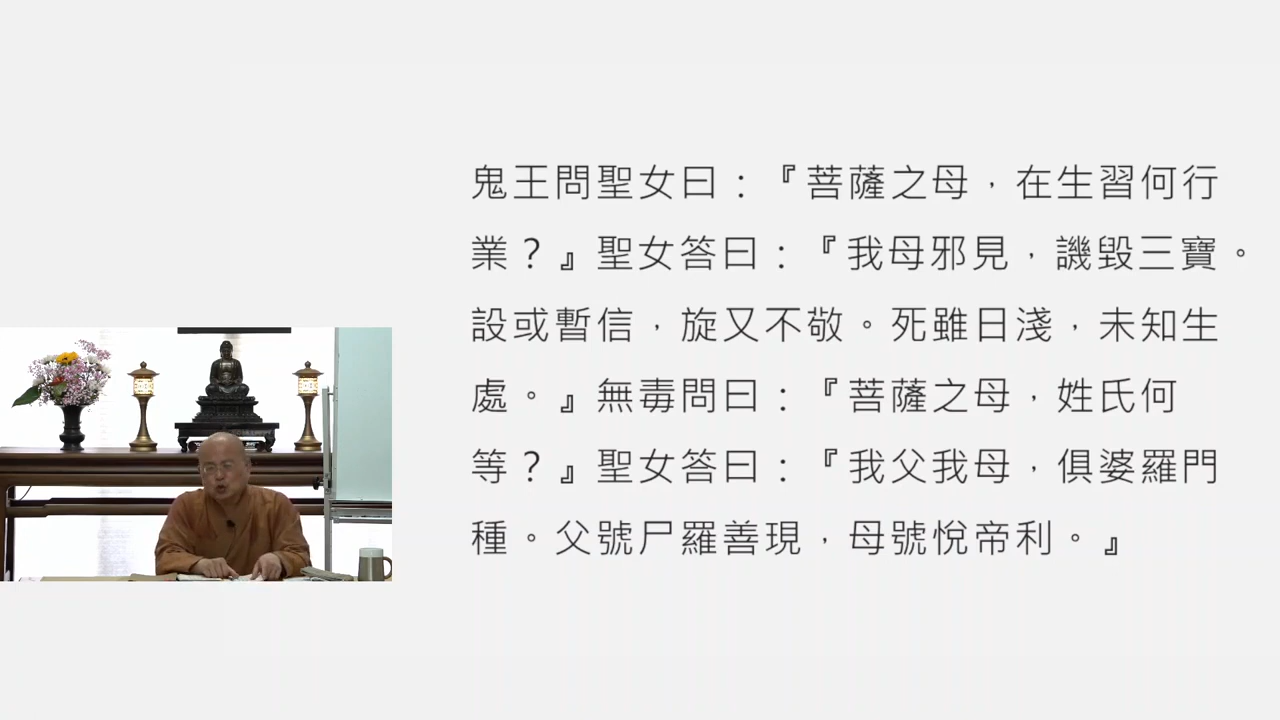 鬼王問聖女曰：『菩薩之母，在生習何行
業？』聖女答曰：『我母邪見，譏毀三寶。
設或暫信，旋又不敬。死雖日淺，未知生
處。』無毒問曰：『菩薩之母，姓氏何
等？』聖女答曰：『我父我母，俱婆羅門
種。父號尸羅善現，母號悅帝利。』